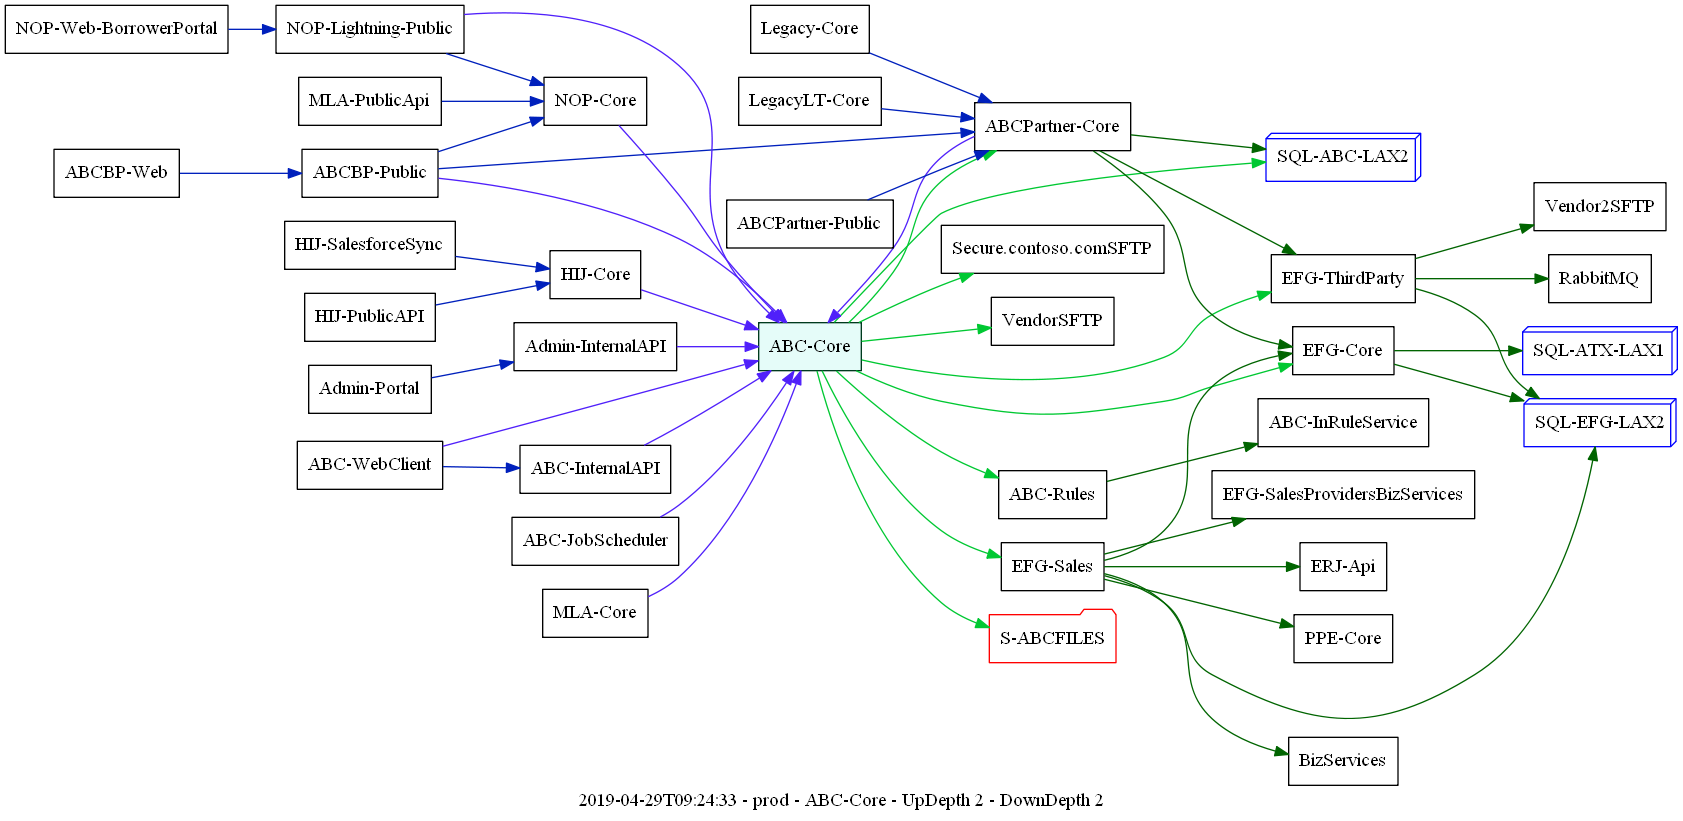 NOP-Web-BorrowerPortal
NOP-Lightning-Public
Legacy-Core
MLA-PublicApi
NOP-Core
LegacyLT-Core
ABCPartner-Core
SQL-ABC-LAX2
ABCBP-Web
ABCBP-Public
ABCPartner-Public
Vendor2SFTP
HIJ-SalesforceSync
HIJ-Core
Secure.contoso.comSFTP
EFG-ThirdParty
RabbitMQ
HIJ-PublicAPI
VendorSFTP
Admin-InternalAPI
ABC-Core
EFG-Core
SQL-ATX-LAX1
Admin-Portal
ABC-InRuleService
SQL-EFG-LAX2
ABC-WebClient
ABC-InternalAPI
ABC-Rules
EFG-SalesProvidersBizServices
ABC-JobScheduler
EFG-Sales
ERJ-Api
MLA-Core
S-ABCFILES
PPE-Core
BizServices
2019-04-29T09:24:33 - prod - ABC-Core - UpDepth 2 - DownDepth 2